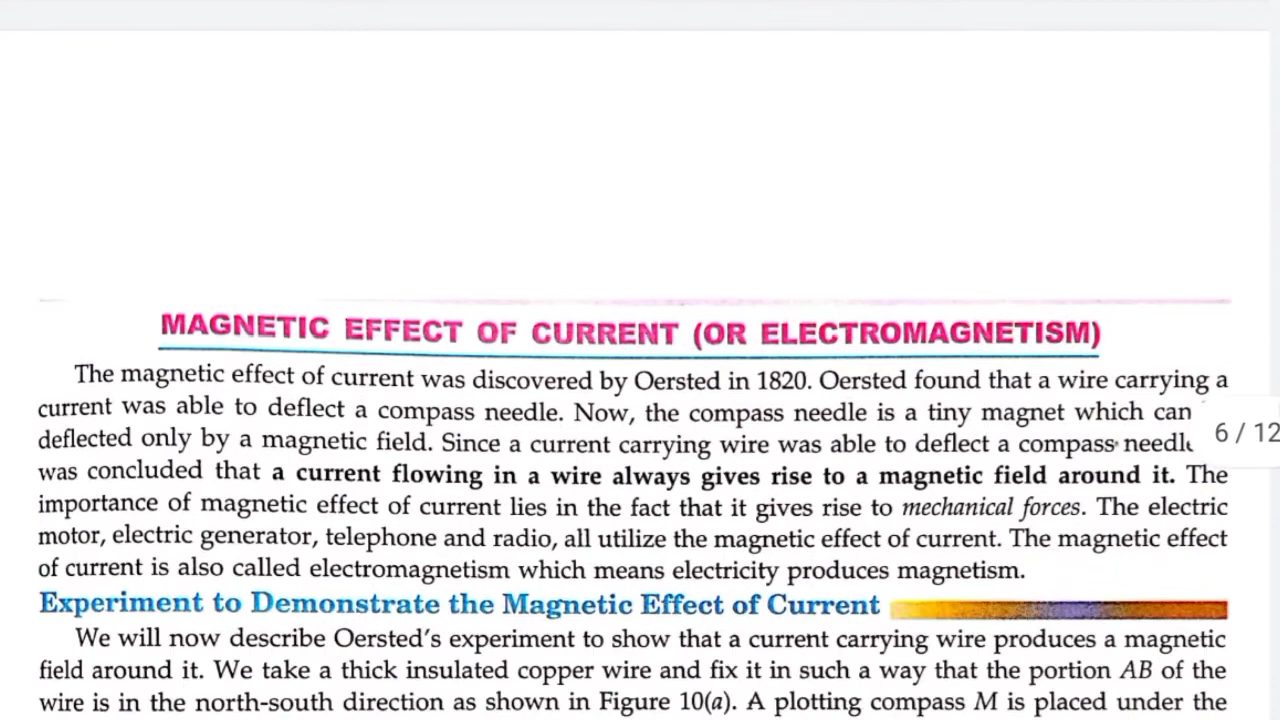 MAGNETIC EFFECT OF CURRENT (OR ELECTROMAGNETISM)
The magnetic effect of current was discovered by Oersted in 1820. Oersted found that a wire carrying a
current was able to deflect a compass needle. Now, the compass needle is a tiny magnet which can
deflected only by a magnetic field. Since a current carrying wire was able to deflect a compass
6 / 12
was concluded that a current flowing in a wire always gives rise to a magnetic field around it. The
importance of magnetic effect of current lies in the fact that it gives rise to mechanical forces. The electric
motor, electric generator, telephone and radio, all utilize the magnetic effect of current. The magnetic effect
of current is also called electromagnetism which means electricity produces magnetism.
Experiment to Demonstrate the Magnetic Effect of Current
We will now describe Oersted's experiment to show that a current carrying wire produces a magnetic
field around it. We take a thick insulated copper wire and fix it in such a way that the portion AB of the
wire is in the north-south direction as shown in Figure 10(a). A plotting compass M is placed under the